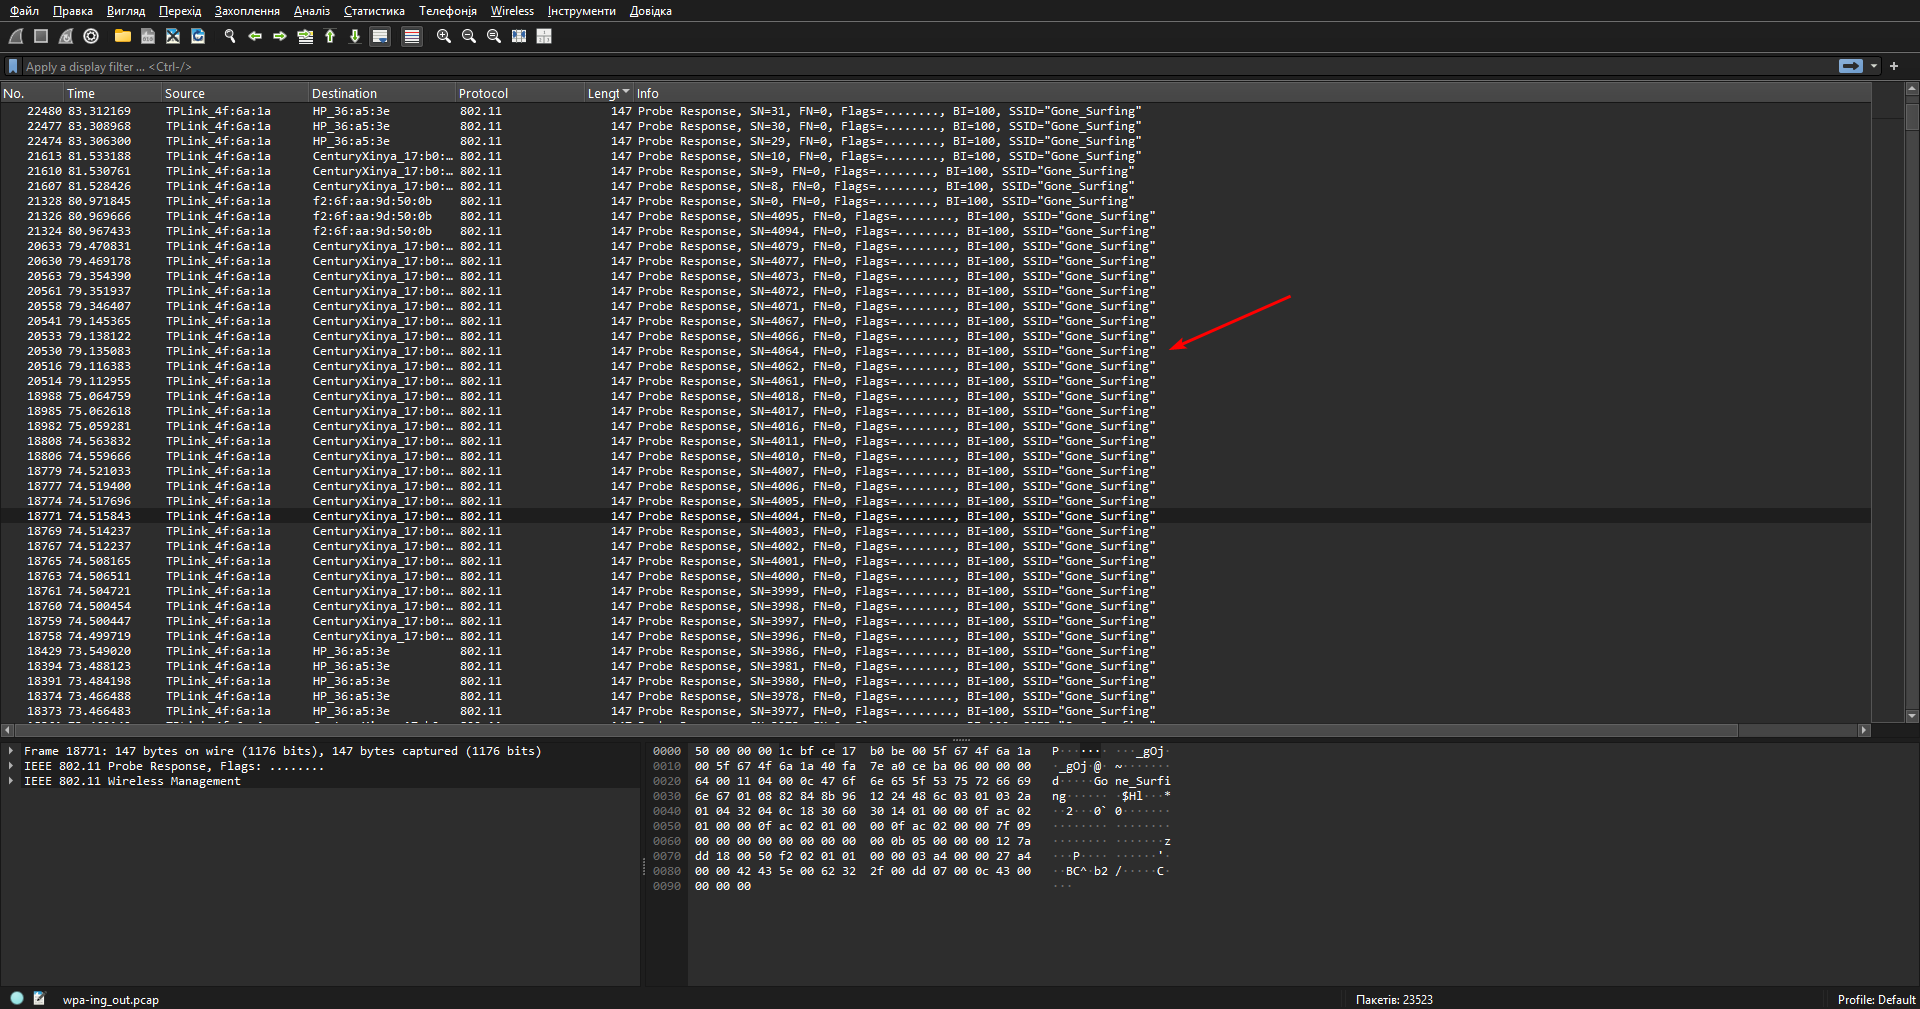 Файл Правка Вигляд Перехід Захоплення Аналіз Статистика Телефонія Wireless Інструменти Довідка
Apply a display filter ... <Ctrl-/>
No. Time Source Destination Protocol Lengt Info
22480 83.312169 TPLink_4f:6a:1a HP_36:a5:3e 802.11 147 Probe Response, SN=31, FN=0, Flags=........, BI=100, SSID="Gone_Surfing"
22477 83.308968 TPLink_4f:6a:1a HP_36:a5:3e 802.11 147 Probe Response, SN=30, FN=0, Flags=........, BI=100, SSID="Gone_Surfing"
22474 83.306300 TPLink_4f:6a:1a HP_36:a5:3e 802.11 147 Probe Response, SN=29, FN=0, Flags=........, BI=100, SSID="Gone_Surfing"
21613 81.533188 TPLink_4f:6a:1a CenturyXinya_17:b0:… 802.11 147 Probe Response, SN=10, FN=0, Flags=........, BI=100, SSID="Gone_Surfing"
21610 81.530761 TPLink_4f:6a:1a CenturyXinya_17:b0:… 802.11 147 Probe Response, SN=9, FN=0, Flags=........, BI=100, SSID="Gone_Surfing"
21607 81.528426 TPLink_4f:6a:1a CenturyXinya_17:b0:… 802.11 147 Probe Response, SN=8, FN=0, Flags=........, BI=100, SSID="Gone_Surfing"
21328 80.971845 TPLink_4f:6a:1a f2:6f:aa:9d:50:0b 802.11 147 Probe Response, SN=0, FN=0, Flags=........, BI=100, SSID="Gone_Surfing"
21326 80.969666 TPLink_4f:6a:1a f2:6f:aa:9d:50:0b 802.11 147 Probe Response, SN=4095, FN=0, Flags=........, BI=100, SSID="Gone_Surfing"
21324 80.967433 TPLink_4f:6a:1a f2:6f:aa:9d:50:0b 802.11 147 Probe Response, SN=4094, FN=0, Flags=........, BI=100, SSID="Gone_Surfing"
20633 79.470831 TPLink_4f:6a:1a CenturyXinya_17:b0:… 802.11 147 Probe Response, SN=4079, FN=0, Flags=........, BI=100, SSID="Gone_Surfing"
20630 79.469178 TPLink_4f:6a:1a CenturyXinya_17:b0:… 802.11 147 Probe Response, SN=4077, FN=0, Flags=........, BI=100, SSID="Gone_Surfing"
20563 79.354390 TPLink_4f:6a:1a CenturyXinya_17:b0:… 802.11 147 Probe Response, SN=4073, FN=0, Flags=........, BI=100, SSID="Gone_Surfing"
20561 79.351937 TPLink_4f:6a:1a CenturyXinya_17:b0:… 802.11 147 Probe Response, SN=4072, FN=0, Flags=........, BI=100, SSID="Gone_Surfing"
20558 79.346407 TPLink_4f:6a:1a CenturyXinya_17:b0:… 802.11 147 Probe Response, SN=4071, FN=0, Flags=........, BI=100, SSID="Gone_Surfing"
20541 79.145365 TPLink_4f:6a:1a CenturyXinya_17:b0:… 802.11 147 Probe Response, SN=4067, FN=0, Flags=........, BI=100, SSID="Gone_Surfing"
20533 79.138122 TPLink_4f:6a:1a CenturyXinya_17:b0:… 802.11 147 Probe Response, SN=4066, FN=0, Flags=........, BI=100, SSID="Gone_Surfing"
20530 79.135083 TPLink_4f:6a:1a CenturyXinya_17:b0:… 802.11 147 Probe Response, SN=4064, FN=0, Flags=........, BI=100, SSID="Gone_Surfing"
20516 79.116383 TPLink_4f:6a:1a CenturyXinya_17:b0:… 802.11 147 Probe Response, SN=4062, FN=0, Flags=........, BI=100, SSID="Gone_Surfing"
20514 79.112955 TPLink_4f:6a:1a CenturyXinya_17:b0:… 802.11 147 Probe Response, SN=4061, FN=0, Flags=........, BI=100, SSID="Gone_Surfing"
18988 75.064759 TPLink_4f:6a:1a CenturyXinya_17:b0:… 802.11 147 Probe Response, SN=4018, FN=0, Flags=........, BI=100, SSID="Gone_Surfing"
18985 75.062618 TPLink_4f:6a:1a CenturyXinya_17:b0:… 802.11 147 Probe Response, SN=4017, FN=0, Flags=........, BI=100, SSID="Gone_Surfing"
18982 75.059281 TPLink_4f:6a:1a CenturyXinya_17:b0:… 802.11 147 Probe Response, SN=4016, FN=0, Flags=........, BI=100, SSID="Gone_Surfing"
18808 74.563832 TPLink_4f:6a:1a CenturyXinya_17:b0:… 802.11 147 Probe Response, SN=4011, FN=0, Flags=........, BI=100, SSID="Gone_Surfing"
18806 74.559666 TPLink_4f:6a:1a CenturyXinya_17:b0:… 802.11 147 Probe Response, SN=4010, FN=0, Flags=........, BI=100, SSID="Gone_Surfing"
18779 74.521033 TPLink_4f:6a:1a CenturyXinya_17:b0:… 802.11 147 Probe Response, SN=4007, FN=0, Flags=........, BI=100, SSID="Gone_Surfing"
18777 74.519400 TPLink_4f:6a:1a CenturyXinya_17:b0:… 802.11 147 Probe Response, SN=4006, FN=0, Flags=........, BI=100, SSID="Gone_Surfing"
18774 74.517696 TPLink_4f:6a:1a CenturyXinya_17:b0:… 802.11 147 Probe Response, SN=4005, FN=0, Flags=........, BI=100, SSID="Gone_Surfing"
18771 74.515843 TPLink_4f:6a:1a CenturyXinya_17:b0:… 802.11 147 Probe Response, SN=4004, FN=0, Flags=........, BI=100, SSID="Gone_Surfing"
18769 74.514237 TPLink_4f:6a:1a CenturyXinya_17:b0:… 802.11 147 Probe Response, SN=4003, FN=0, Flags=........, BI=100, SSID="Gone_Surfing"
18767 74.512237 TPLink_4f:6a:1a CenturyXinya_17:b0:… 802.11 147 Probe Response, SN=4002, FN=0, Flags=........, BI=100, SSID="Gone_Surfing"
18765 74.508165 TPLink_4f:6a:1a CenturyXinya_17:b0:… 802.11 147 Probe Response, SN=4001, FN=0, Flags=........, BI=100, SSID="Gone_Surfing"
18763 74.506511 TPLink_4f:6a:1a CenturyXinya_17:b0:… 802.11 147 Probe Response, SN=4000, FN=0, Flags=........, BI=100, SSID="Gone_Surfing"
18761 74.504721 TPLink_4f:6a:1a CenturyXinya_17:b0:… 802.11 147 Probe Response, SN=3999, FN=0, Flags=........, BI=100, SSID="Gone_Surfing"
18760 74.500454 TPLink_4f:6a:1a CenturyXinya_17:b0:… 802.11 147 Probe Response, SN=3998, FN=0, Flags=........, BI=100, SSID="Gone_Surfing"
18759 74.500447 TPLink_4f:6a:1a CenturyXinya_17:b0:… 802.11 147 Probe Response, SN=3997, FN=0, Flags=........, BI=100, SSID="Gone_Surfing"
18758 74.499719 TPLink_4f:6a:1a CenturyXinya_17:b0:… 802.11 147 Probe Response, SN=3996, FN=0, Flags=........, BI=100, SSID="Gone_Surfing"
18429 73.549020 TPLink_4f:6a:1a HP_36:a5:3e 802.11 147 Probe Response, SN=3986, FN=0, Flags=........, BI=100, SSID="Gone_Surfing"
18394 73.488123 TPLink_4f:6a:1a HP_36:a5:3e 802.11 147 Probe Response, SN=3981, FN=0, Flags=........, BI=100, SSID="Gone_Surfing"
18391 73.484198 TPLink_4f:6a:1a HP_36:a5:3e 802.11 147 Probe Response, SN=3980, FN=0, Flags=........, BI=100, SSID="Gone_Surfing"
18374 73.466488 TPLink_4f:6a:1a HP_36:a5:3e 802.11 147 Probe Response, SN=3978, FN=0, Flags=........, BI=100, SSID="Gone_Surfing"
18373 73.466483 TPLink_4f:6a:1a HP_36:a5:3e 802.11 147 Probe Response, SN=3977, FN=0, Flags=........, BI=100, SSID="Gone_Surfing"
Frame 18771: 147 bytes on wire (1176 bits), 147 bytes captured (1176 bits)
IEEE 802.11 Probe Response, Flags: ........
IEEE 802.11 Wireless Management
0000 50 00 00 00 1c bf ce 17 b0 be 00 5f 67 4f 6a 1a P······· ···_gOj·
0010 00 5f 67 4f 6a 1a 40 fa 7e a0 ce ba 06 00 00 00 ·_gOj·@· ~·······
0020 64 00 11 04 00 0c 47 6f 6e 65 5f 53 75 72 66 69 d·····Go ne_Surfi
0030 6e 67 01 08 82 84 8b 96 12 24 48 6c 03 01 03 2a ng······ ·$Hl···*
0040 01 04 32 04 0c 18 30 60 30 14 01 00 00 0f ac 02 ··2···0` 0·······
0050 01 00 00 0f ac 02 01 00 00 0f ac 02 00 00 7f 09 ········ ········
0060 00 00 00 00 00 00 00 00 00 0b 05 00 00 00 12 7a ········ ·······z
0070 dd 18 00 50 f2 02 01 01 00 00 03 a4 00 00 27 a4 ···P···· ······'·
0080 00 00 42 43 5e 00 62 32 2f 00 dd 07 00 0c 43 00 ··BC^·b2 /·····C·
0090 00 00 00 ···
wpa-ing_out.pcap Пакетів: 23523 Profile: Default